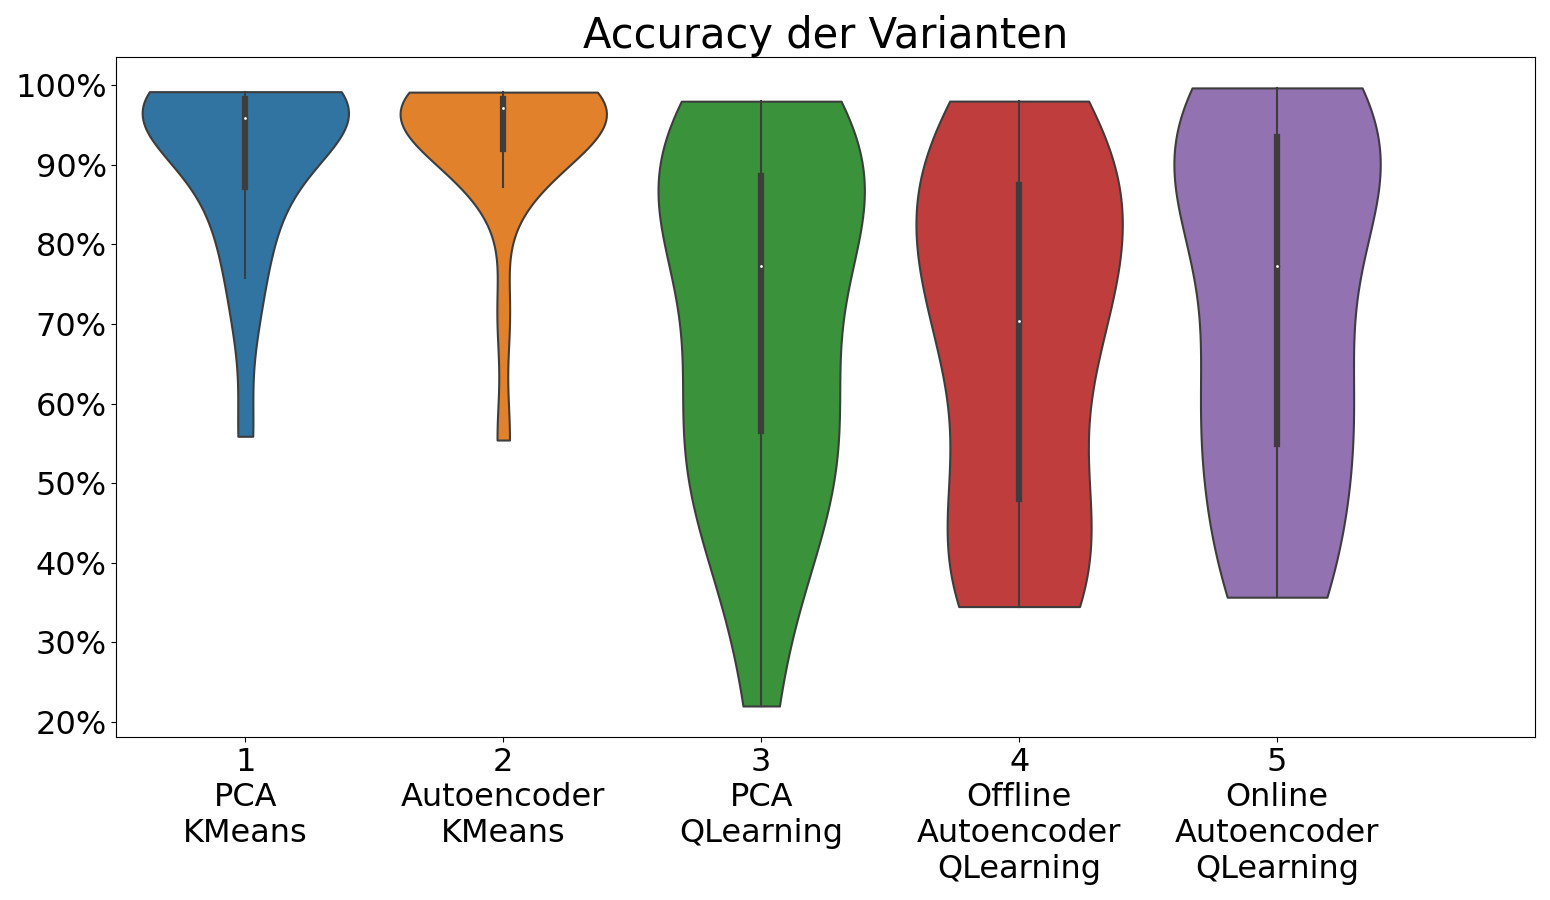 Accuracy der Varianten
100%
90%
80%
70%
60%
50%
40%
30%
20%
1
PCA
KMeans
2
Autoencoder
KMeans
3
PCA
QLearning
4
Offline
Autoencoder
QLearning
5
Online
Autoencoder
QLearning